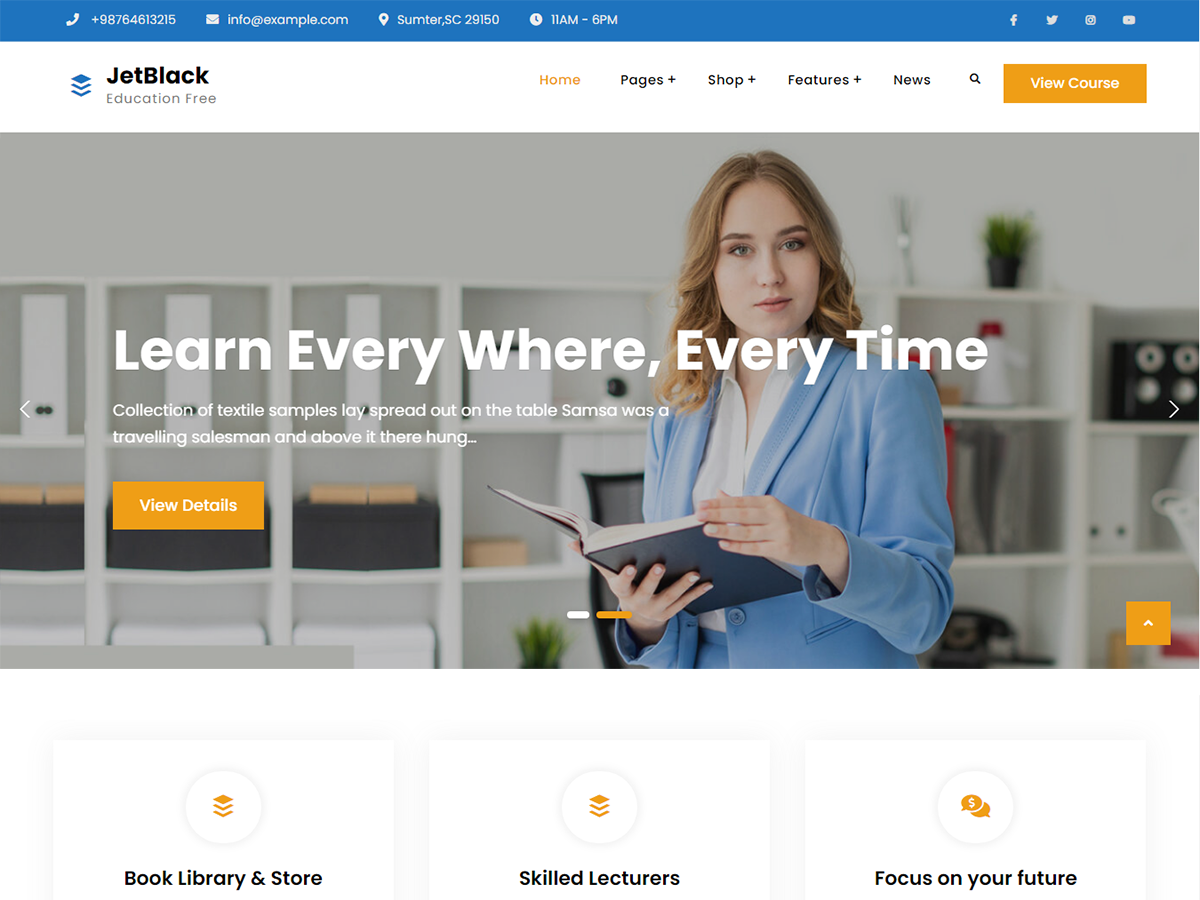 +98764613215 info@example.com Sumter,SC 29150 11AM - 6PM
JetBlack
Education Free
Home Pages + Shop + Features + News View Course
Learn Every Where, Every Time
Collection of textile samples lay spread out on the table Samsa was a
travelling salesman and above it there hung...
View Details
Book Library & Store Skilled Lecturers Focus on your future